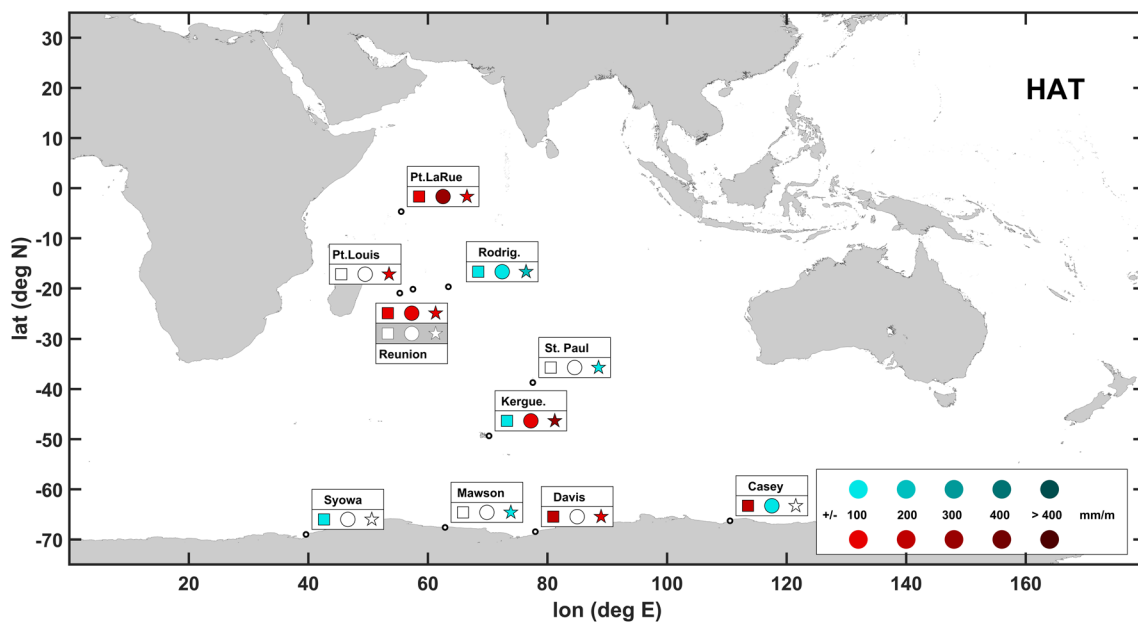 HAT
30
20
10
0
-10
-20
-30
-40
-50
-60
-70
lat (deg N)
Pt.LaRue
Pt.Louis
Rodrig.
Reunion
St. Paul
Kergue.
Syowa
Mawson
Davis
Casey
+/- 100 200 300 400 > 400 mm/m
20 40 60 80 100 120 140 160
lon (deg E)